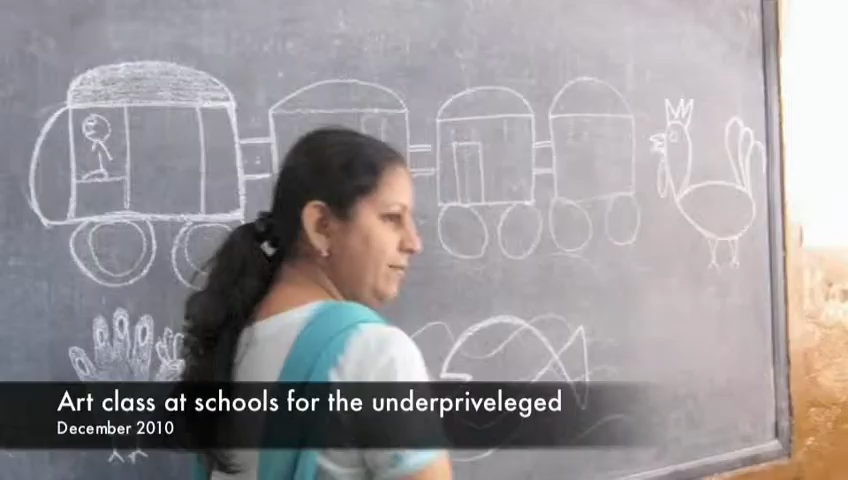 Art class at schools for the underpriveleged
December 2010